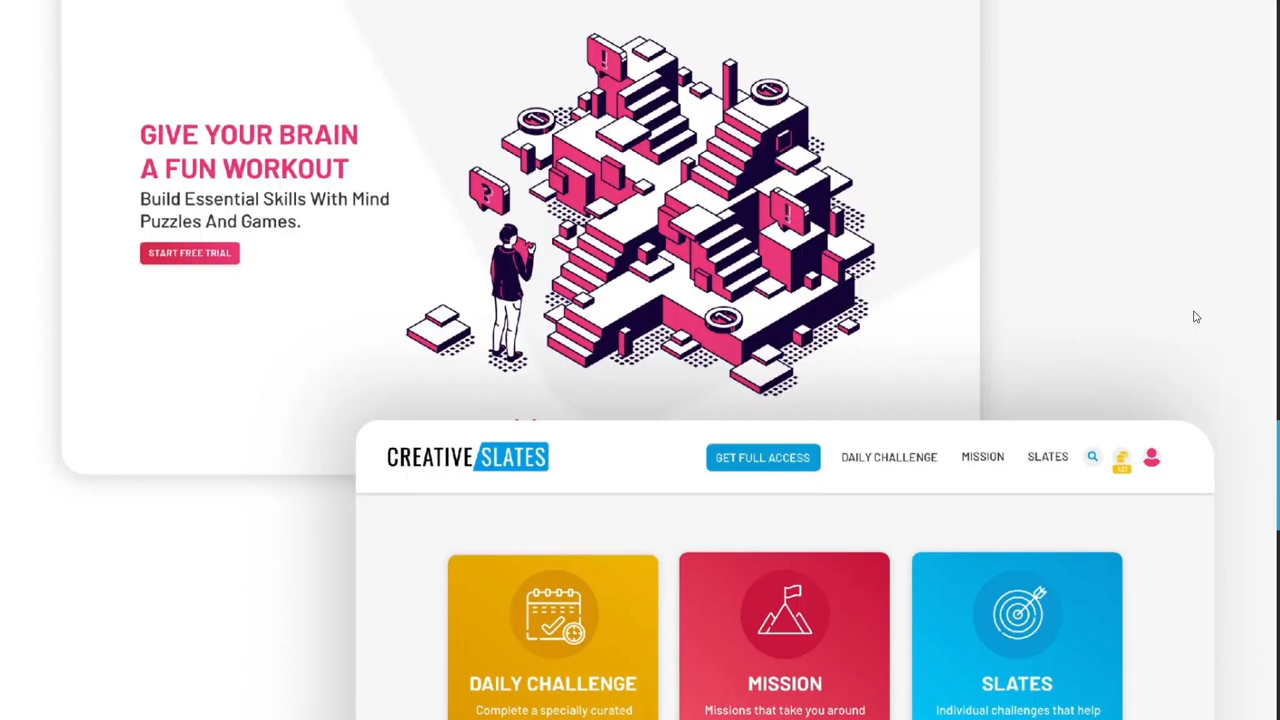 GIVE YOUR BRAIN
A FUN WORKOUT
Build Essential Skills With Mind
Puzzles And Games.
START FREE TRIAL
CREATIVE SLATES
GET FULL ACCESS
DAILY CHALLENGE
MISSION
SLATES
DAILY CHALLENGE
Complete a specially curated
MISSION
Missions that take you around
SLATES
Individual challenges that help